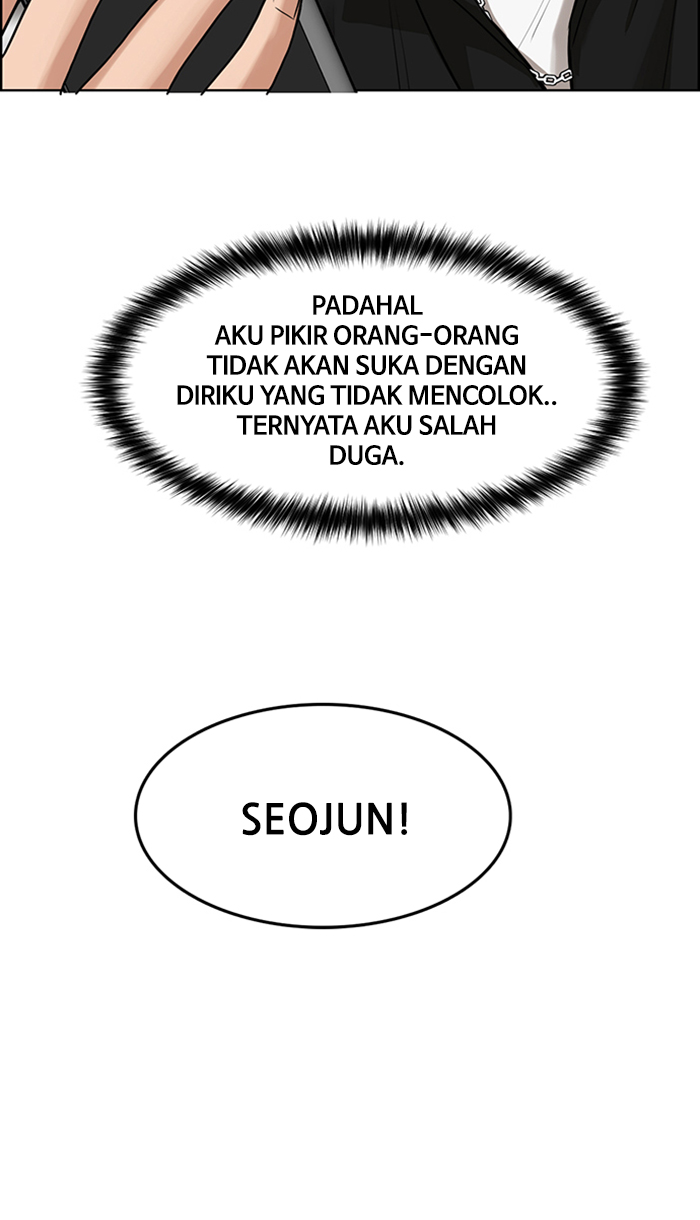 PADAHAL
AKU PIKIR ORANG-ORANG
TIDAK AKAN SUKA DENGAN
DIRIKU YANG TIDAK MENCOLOK..
TERNYATA AKU SALAH
DUGA.
SEOJUN!